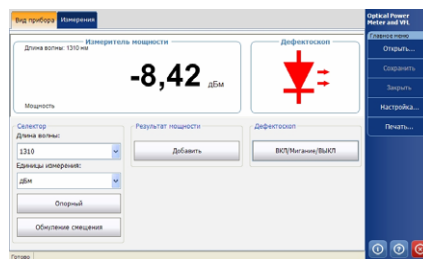 Вид прибора Измерения
Optical Power
Meter and VFL
Главное меню
Измеритель мощности
Дефектоскоп
Длина волны: 1310 нм
-8,42 дБм
Мощность
Открыть...
Сохранить
Закрыть
Настройка...
Печать...
Селектор
Длина волны:
1310
Единицы измерения:
дБм
Опорный
Обнуление смещения
Результат мощности
Добавить
Дефектоскоп
ВКЛ/Мигание/ВЫКЛ
Готово